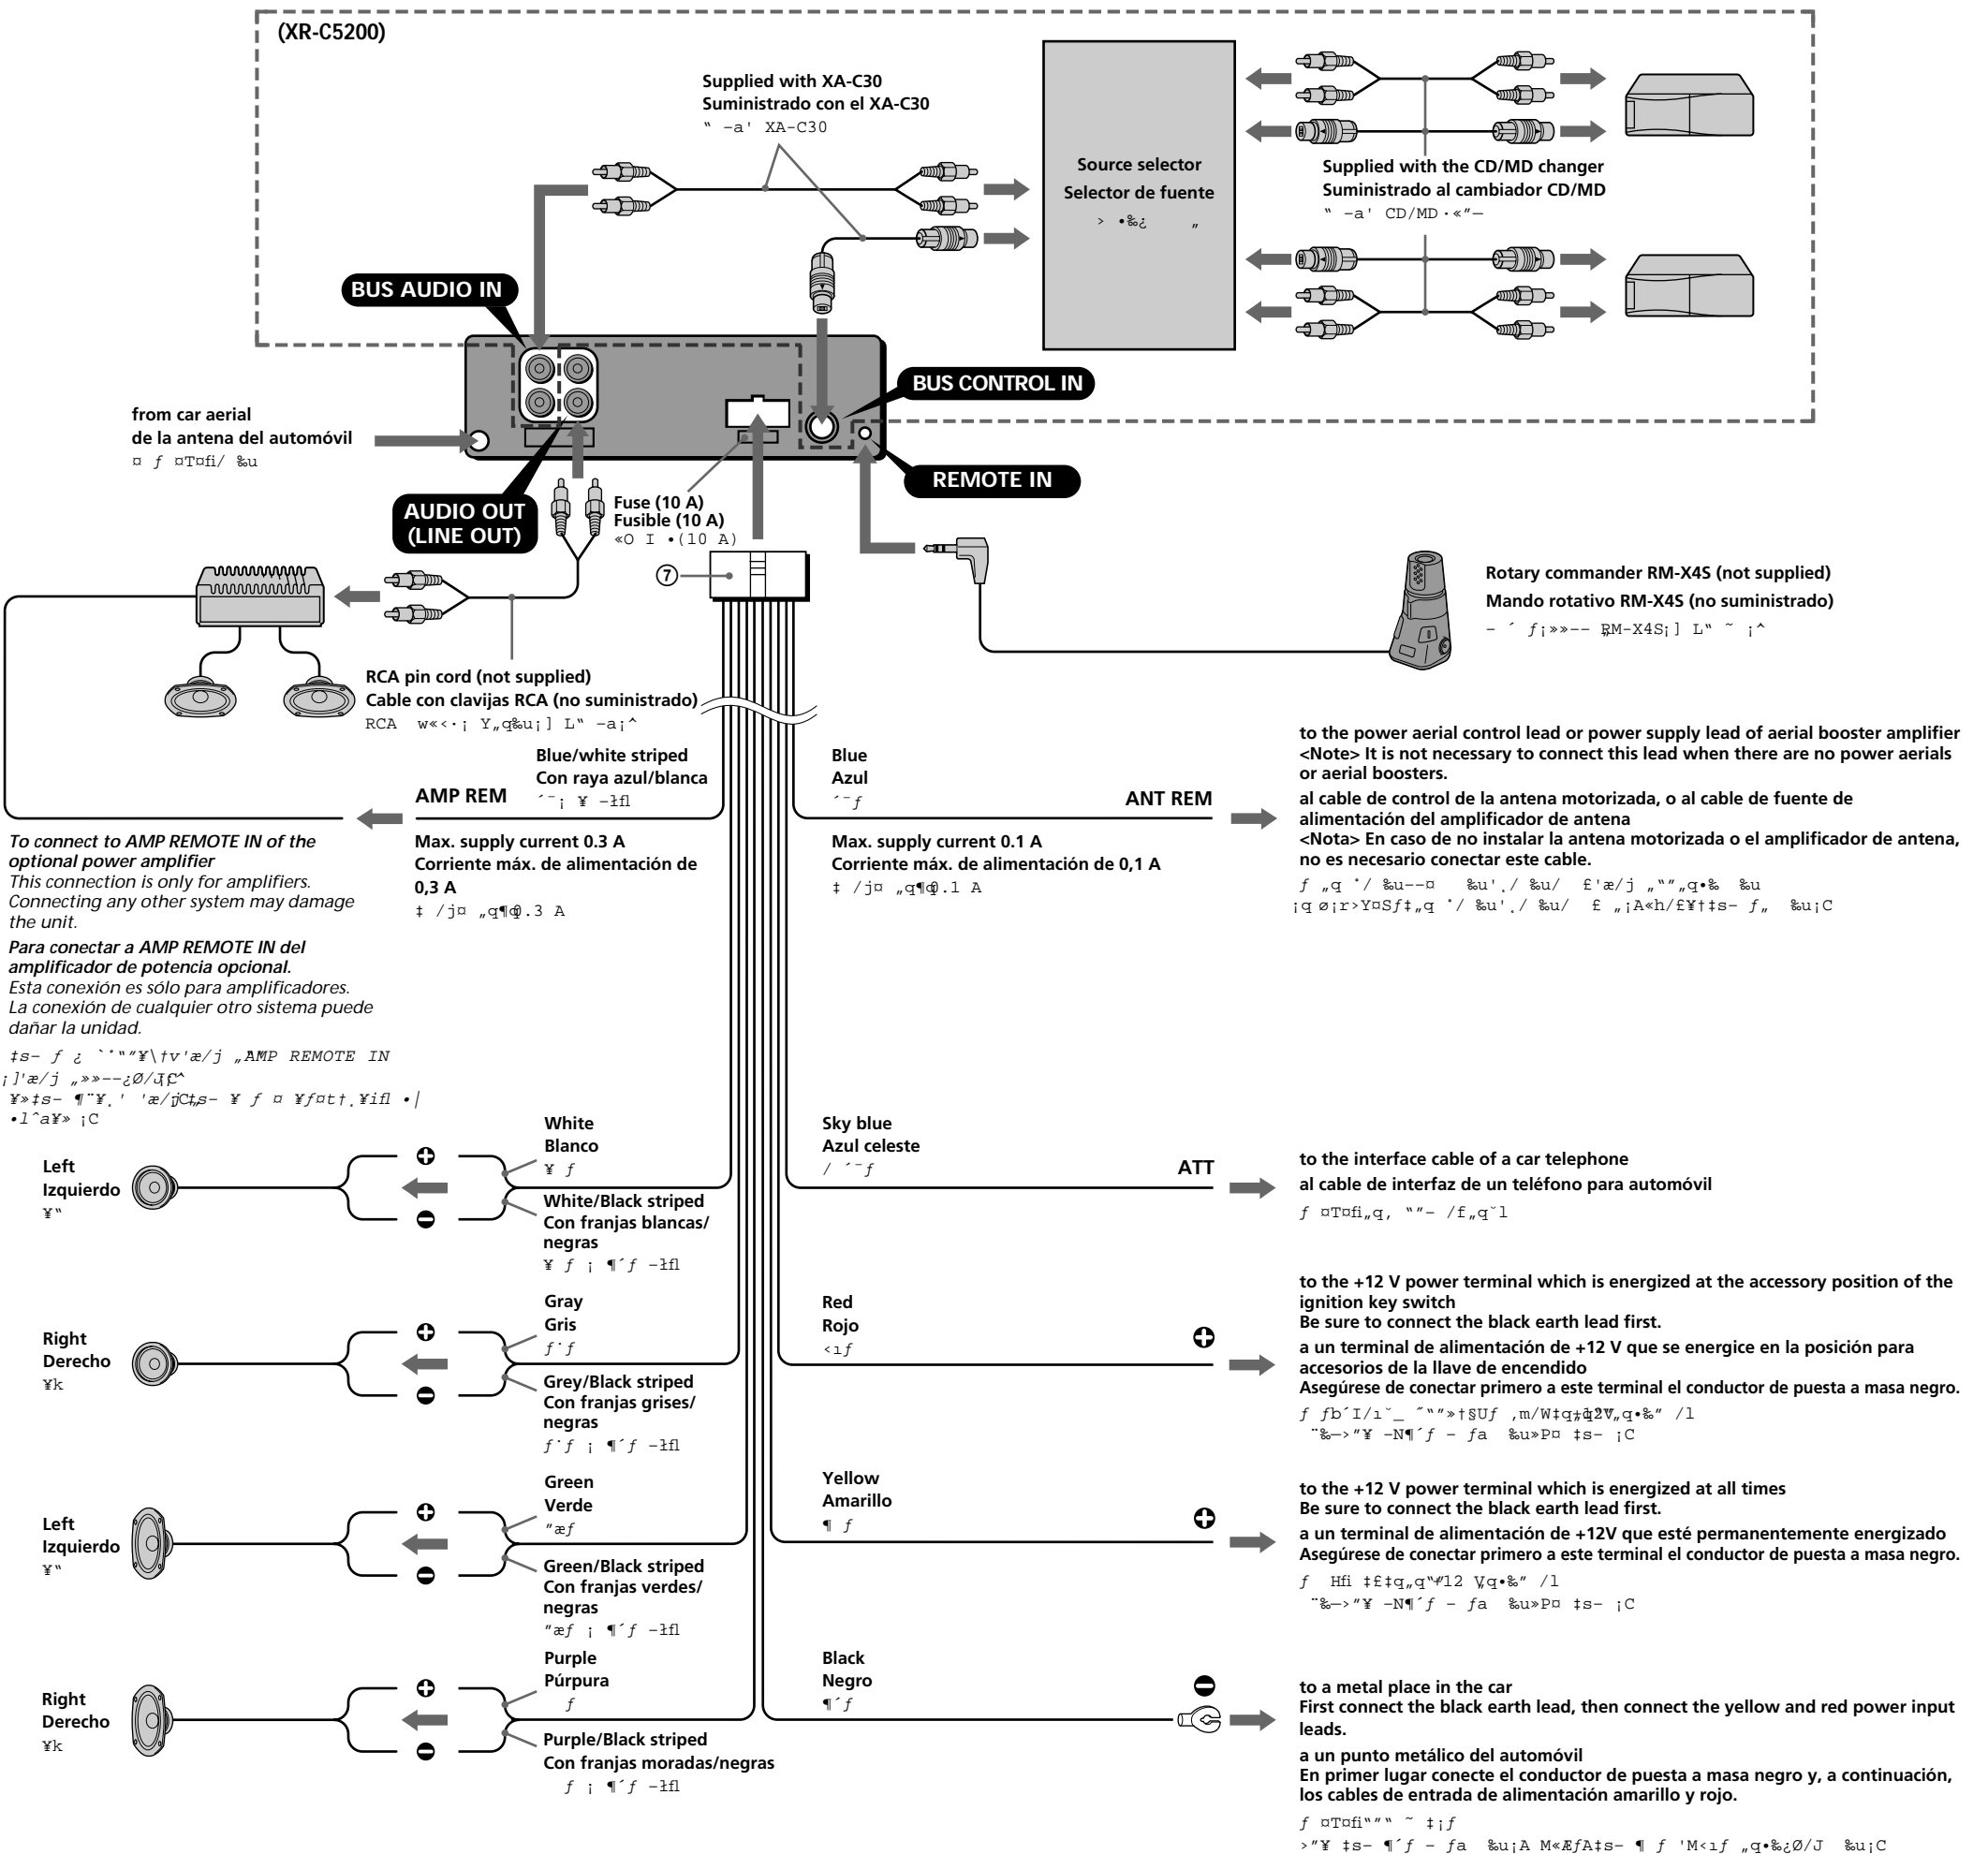 (XR-C5200)
Supplied with XA-C30
Suministrado con el XA-C30
XA-C30
Source selector
Selector de fuente
Supplied with the CD/MD changer
Suministrado al cambiador CD/MD
CD/MD
BUS AUDIO IN
BUS CONTROL IN
from car aerial
de la antena del automóvil
REMOTE IN
AUDIO OUT
(LINE OUT)
Fuse (10 A)
Fusible (10 A)
(10 A)
⑦
Rotary commander RM-X4S (not supplied)
Mando rotativo RM-X4S (no suministrado)
RM-X4S
RCA pin cord (not supplied)
Cable con clavijas RCA (no suministrado)
RCA
Blue/white striped
Con raya azul/blanca
AMP REM
Max. supply current 0.3 A
Corriente máx. de alimentación de
0,3 A
0.3 A
Blue
Azul
ANT REM
Max. supply current 0.1 A
Corriente máx. de alimentación de 0,1 A
0.1 A
to the power aerial control lead or power supply lead of aerial booster amplifier
<Note> It is not necessary to connect this lead when there are no power aerials
or aerial boosters.
al cable de control de la antena motorizada, o al cable de fuente de
alimentación del amplificador de antena
<Nota> En caso de no instalar la antena motorizada o el amplificador de antena,
no es necesario conectar este cable.
To connect to AMP REMOTE IN of the
optional power amplifier
This connection is only for amplifiers.
Connecting any other system may damage
the unit.
Para conectar a AMP REMOTE IN del
amplificador de potencia opcional.
Esta conexión es sólo para amplificadores.
La conexión de cualquier otro sistema puede
dañar la unidad.
AMP REMOTE IN
Left
Izquierdo
White
Blanco
White/Black striped
Con franjas blancas/
negras
Sky blue
Azul celeste
ATT
to the interface cable of a car telephone
al cable de interfaz de un teléfono para automóvil
Right
Derecho
Gray
Gris
Grey/Black striped
Con franjas grises/
negras
Red
Rojo
to the +12 V power terminal which is energized at the accessory position of the
ignition key switch
Be sure to connect the black earth lead first.
a un terminal de alimentación de +12 V que se energice en la posición para
accesorios de la llave de encendido
Asegúrese de conectar primero a este terminal el conductor de puesta a masa negro.
Left
Izquierdo
Green
Verde
Green/Black striped
Con franjas verdes/
negras
Yellow
Amarillo
to the +12 V power terminal which is energized at all times
Be sure to connect the black earth lead first.
a un terminal de alimentación de +12V que esté permanentemente energizado
Asegúrese de conectar primero a este terminal el conductor de puesta a masa negro.
Right
Derecho
Purple
Púrpura
Purple/Black striped
Con franjas moradas/negras
Black
Negro
to a metal place in the car
First connect the black earth lead, then connect the yellow and red power input
leads.
a un punto metálico del automóvil
En primer lugar conecte el conductor de puesta a masa negro y, a continuación,
los cables de entrada de alimentación amarillo y rojo.